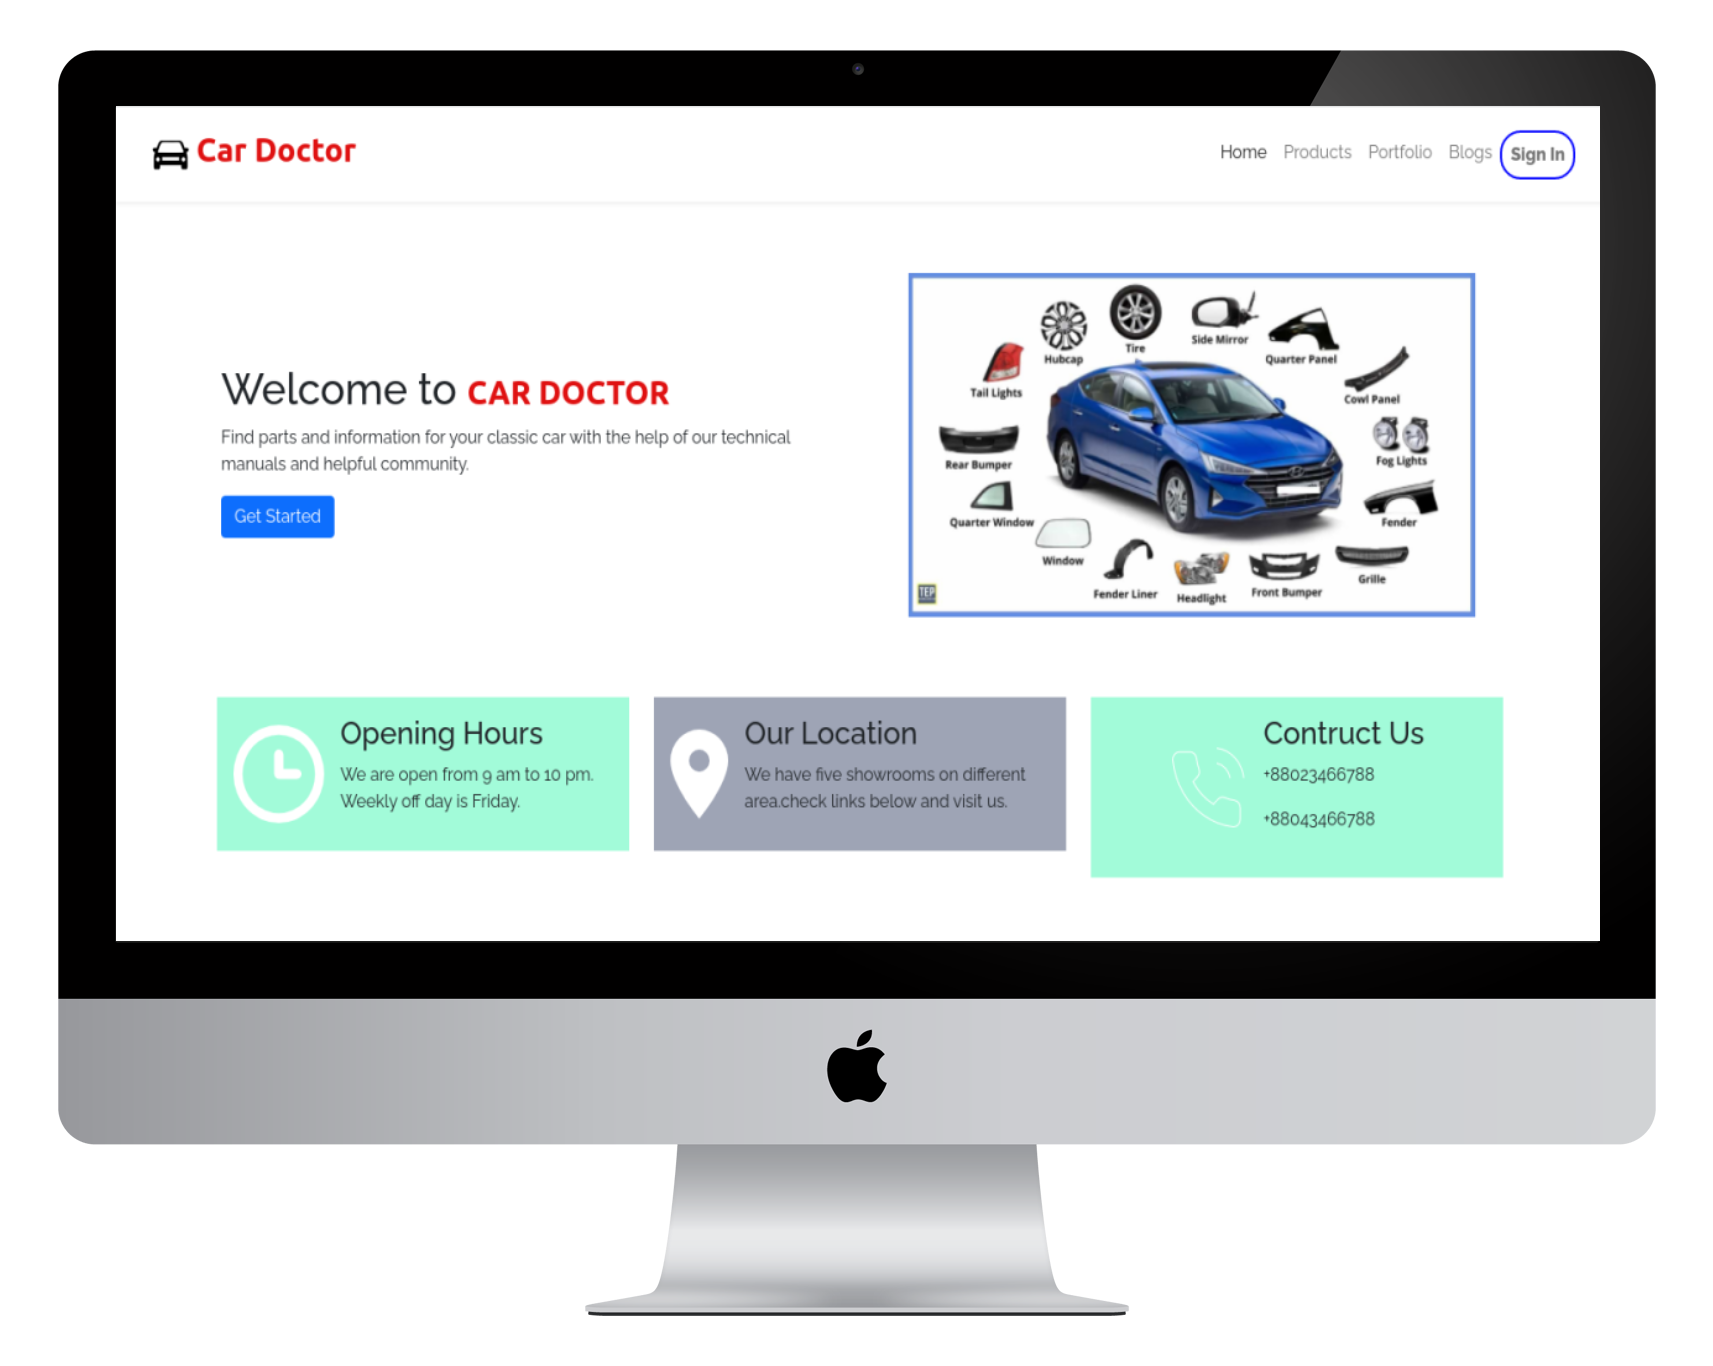 Car Doctor
Home Products Portfolio Blogs Sign In
Welcome to CAR DOCTOR
Find parts and information for your classic car with the help of our technical
manuals and helpful community.
Get Started
Hubcap
Tire
Side Mirror
Quarter Panel
Tail Lights
Cowl Panel
Rear Bumper
Fog Lights
Quarter Window
Fender
Window
Fender Liner
Headlight
Front Bumper
Grille
TEP
Opening Hours
We are open from 9 am to 10 pm.
Weekly off day is Friday.
Our Location
We have five showrooms on different
area.check links below and visit us.
Contruct Us
+88023466788
+88043466788